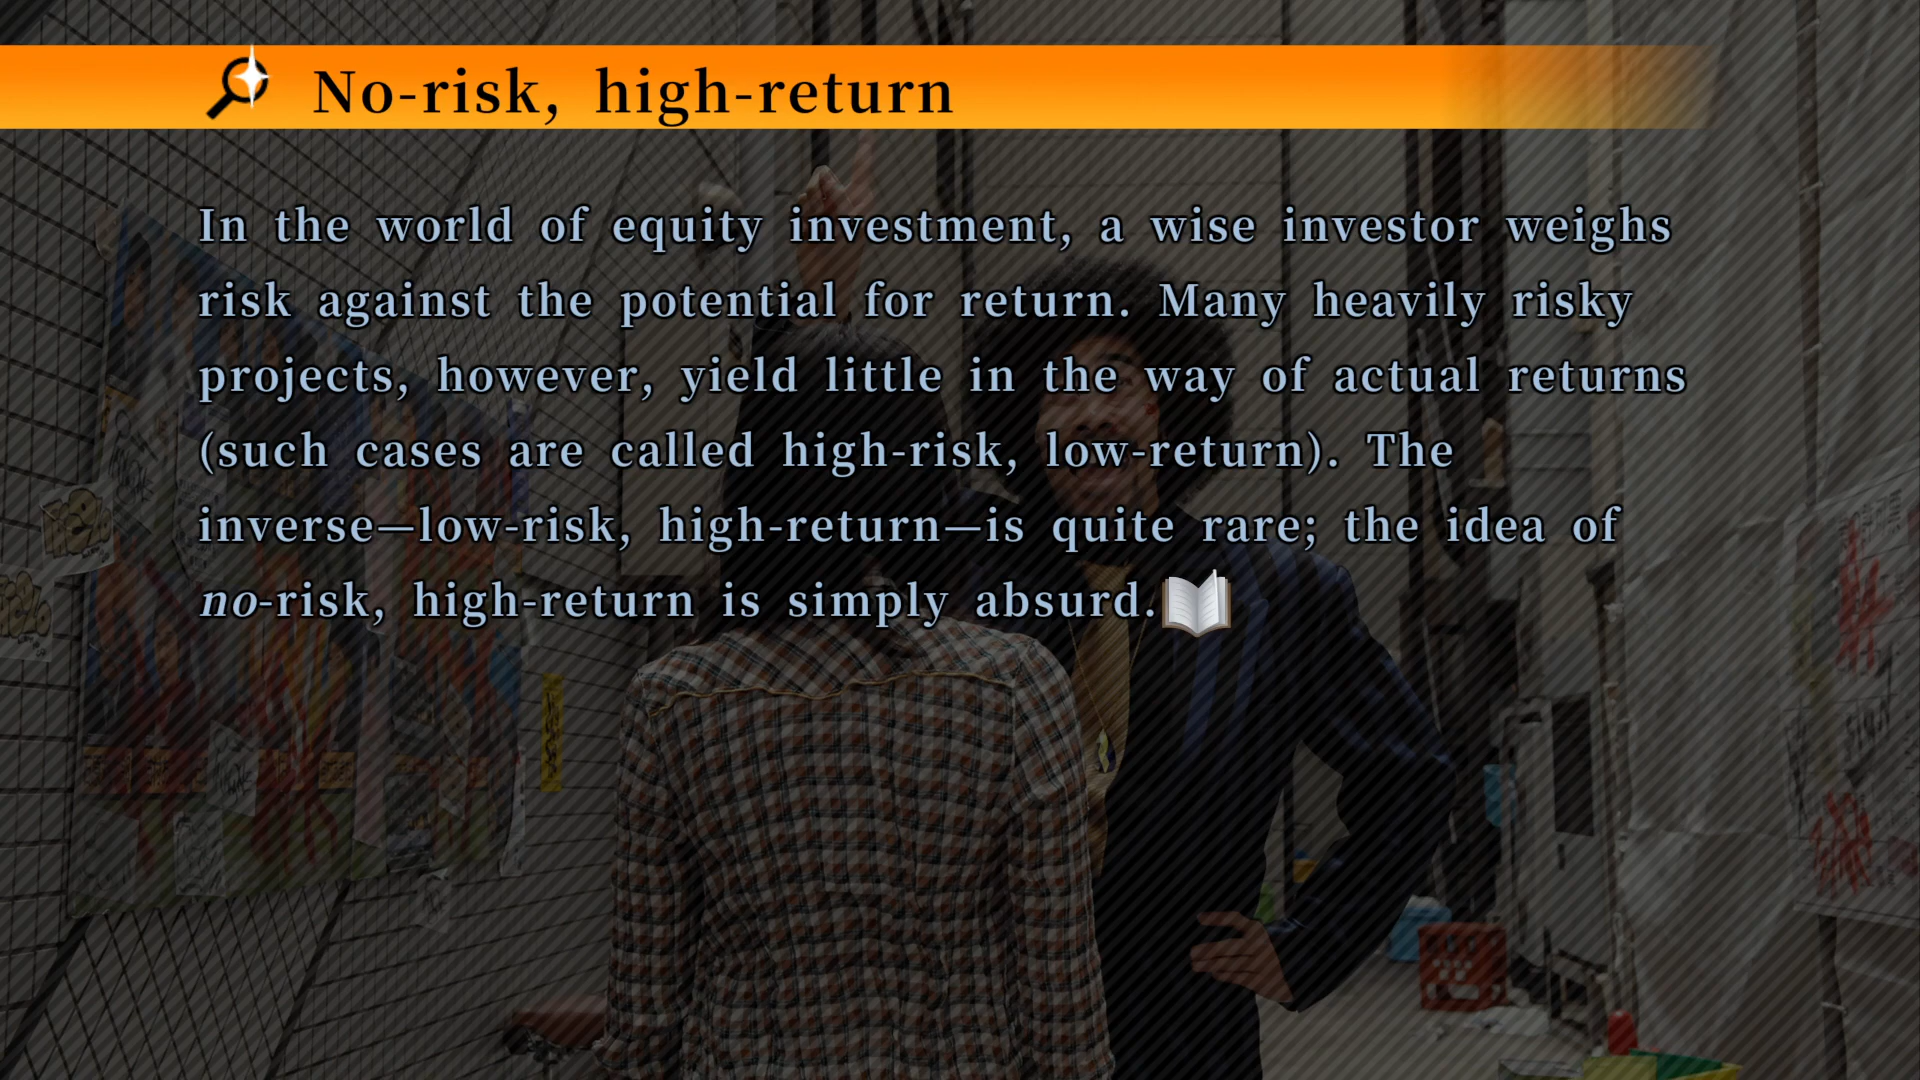 No-risk, high-return
In the world of equity investment, a wise investor weighs
risk against the potential for return. Many heavily risky
projects, however, yield little in the way of actual returns
(such cases are called high-risk, low-return). The
inverse—low-risk, high-return—is quite rare; the idea of
no-risk, high-return is simply absurd.